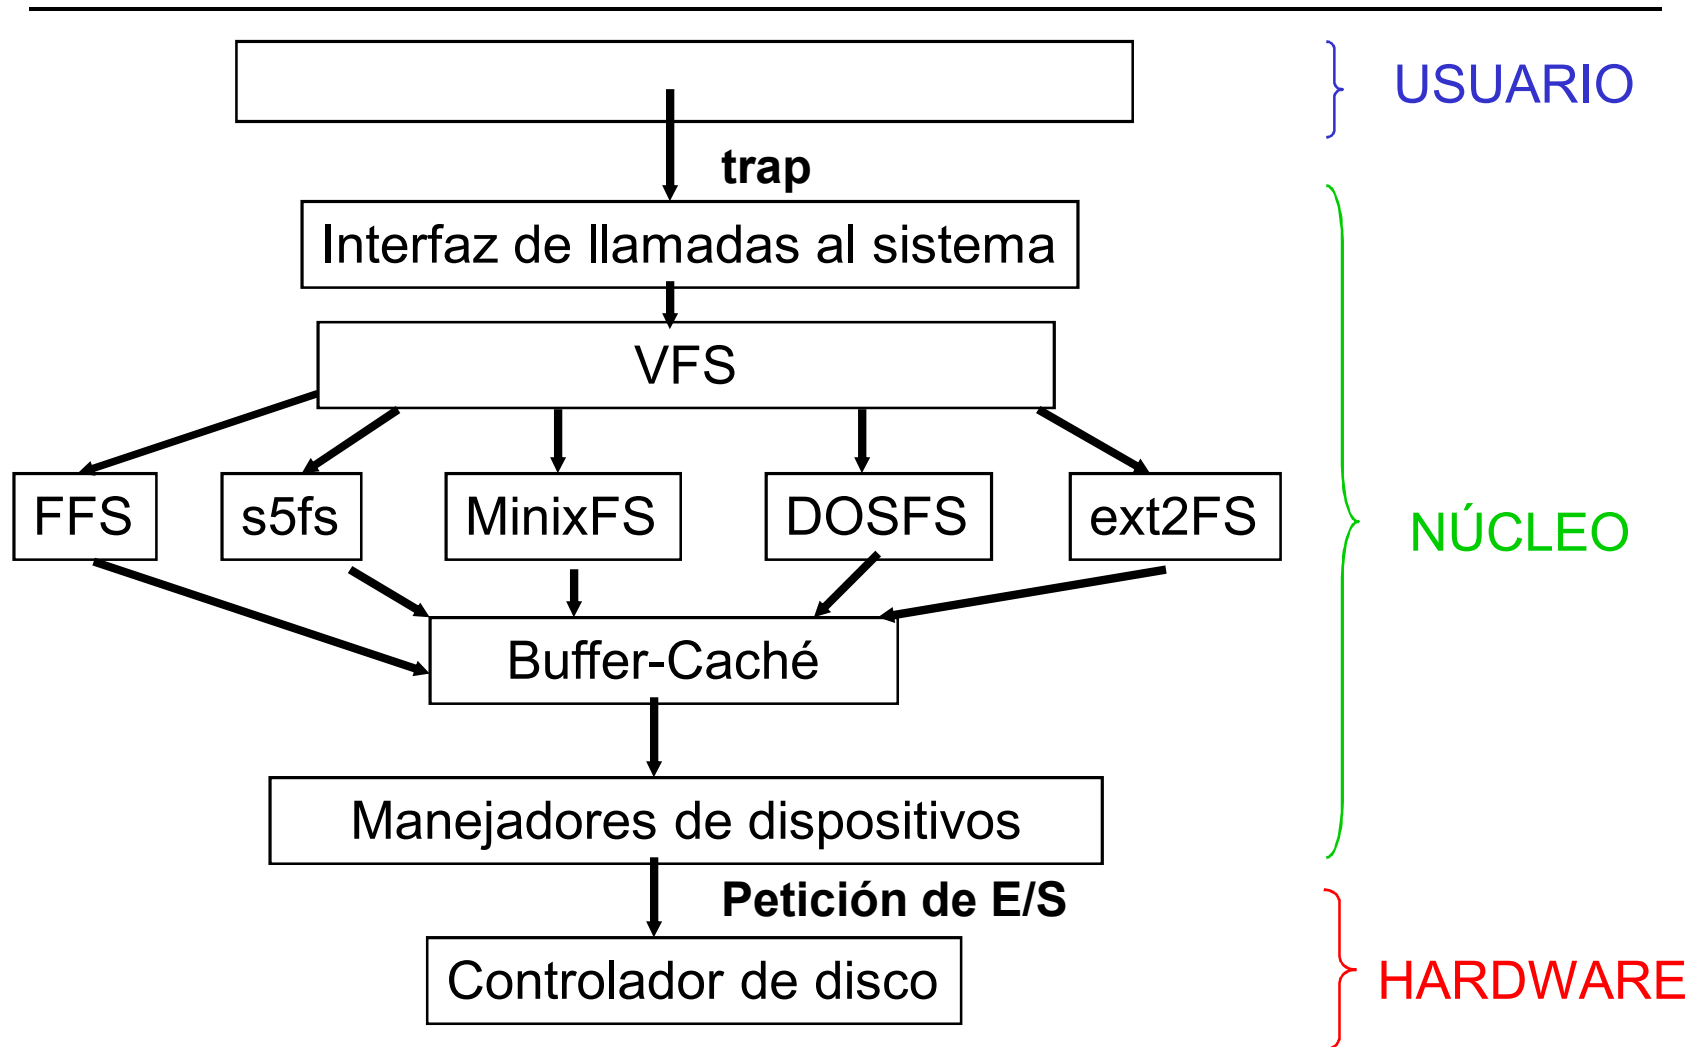 USUARIO
trap
Interfaz de llamadas al sistema
VFS
FFS
s5fs
MinixFS
DOSFS
ext2FS
NÚCLEO
Buffer-Caché
Manejadores de dispositivos
Petición de E/S
Controlador de disco
HARDWARE